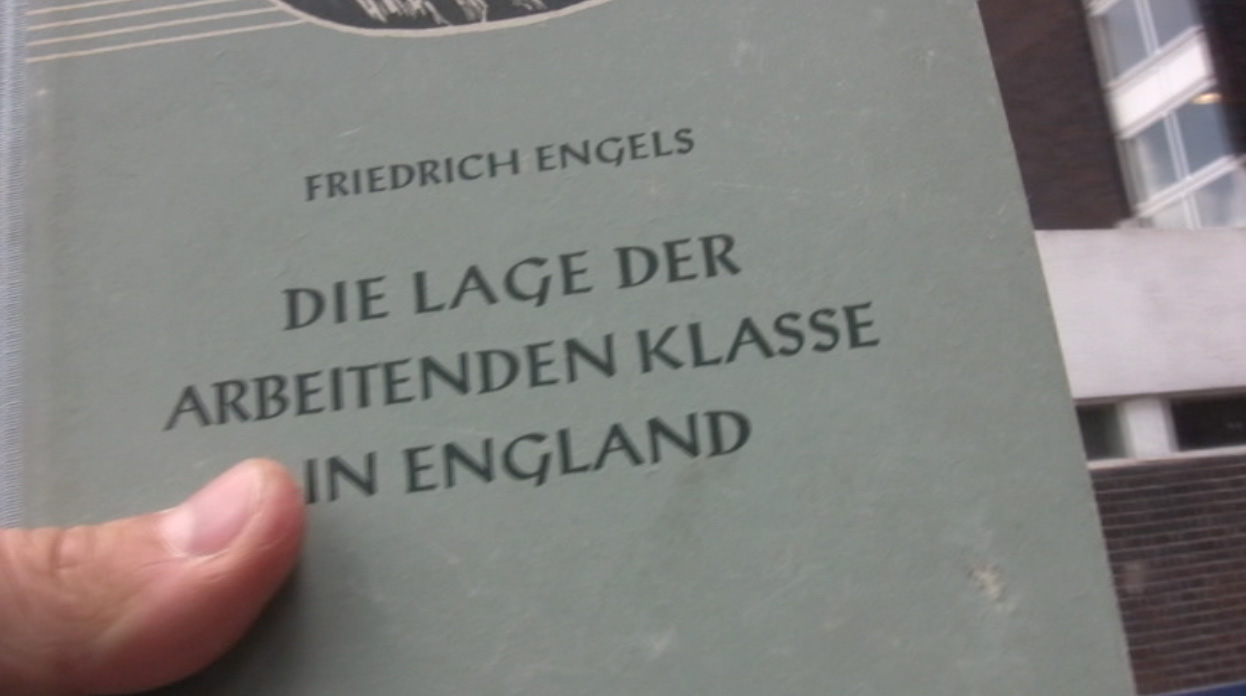 FRIEDRICH ENGELS
DIE LAGE DER
ARBEITENDEN KLASSE
IN ENGLAND